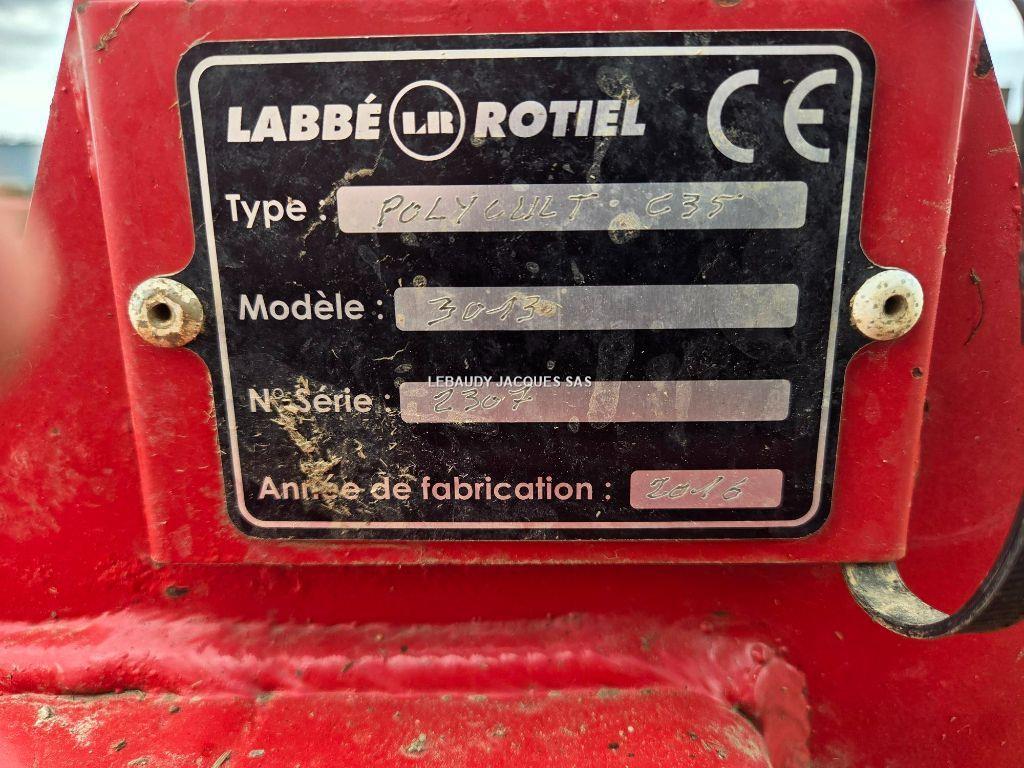 LABBÉ LR ROTIEL CE
Type : POLYCULT. C35
Modèle : 3013
LEBAUDY JACQUES SAS
N° Série : 2307
Année de fabrication : 2016